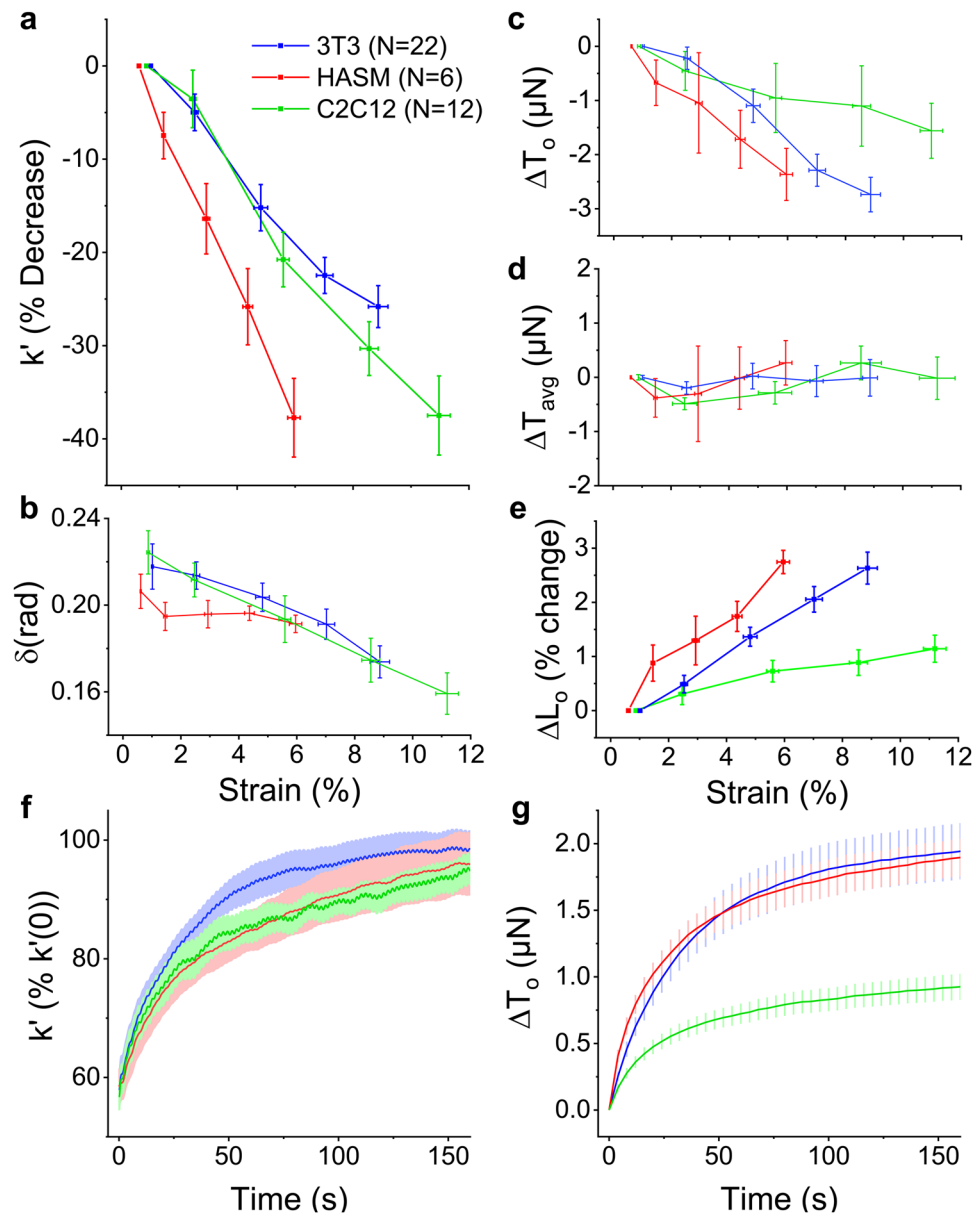 a
3T3 (N=22)
HASM (N=6)
C2C12 (N=12)
k' (% Decrease)
0
-10
-20
-30
-40
b
δ(rad)
0.24
0.20
0.16
0 2 4 6 8 10 12
Strain (%)
c
ΔTo (µN)
0
-1
-2
-3
d
ΔTavg (µN)
2
1
0
-1
-2
e
ΔLo (% change)
3
2
1
0
0 2 4 6 8 10 12
Strain (%)
f
k' (% k'(0))
100
80
60
0 50 100 150
Time (s)
g
ΔTo (µN)
2.0
1.5
1.0
0.5
0.0
0 50 100 150
Time (s)